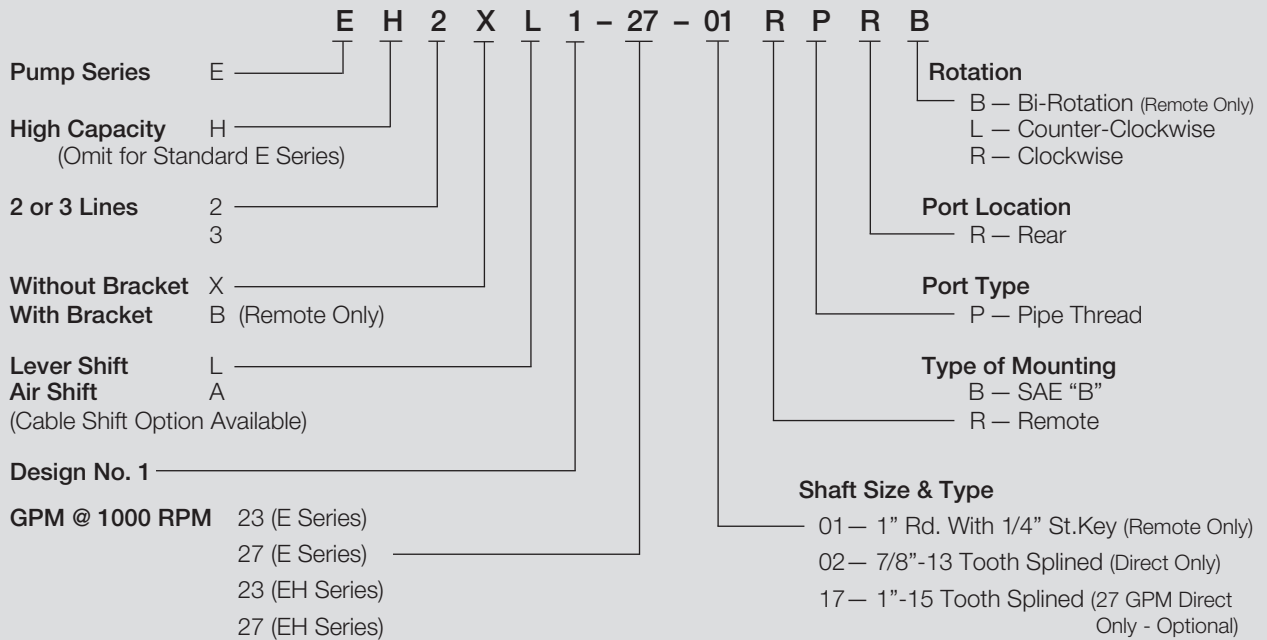 E H 2 X L 1 – 27 – 01 R P R B
Pump Series E
High Capacity H
(Omit for Standard E Series)
2 or 3 Lines 2
3
Without Bracket X
With Bracket B (Remote Only)
Lever Shift L
Air Shift A
(Cable Shift Option Available)
Design No. 1
GPM @ 1000 RPM 23 (E Series)
27 (E Series)
23 (EH Series)
27 (EH Series)
Rotation
B — Bi-Rotation (Remote Only)
L — Counter-Clockwise
R — Clockwise
Port Location
R — Rear
Port Type
P — Pipe Thread
Type of Mounting
B — SAE “B”
R — Remote
Shaft Size & Type
01— 1” Rd. With 1/4” St.Key (Remote Only)
02— 7/8”-13 Tooth Splined (Direct Only)
17— 1”-15 Tooth Splined (27 GPM Direct
Only - Optional)